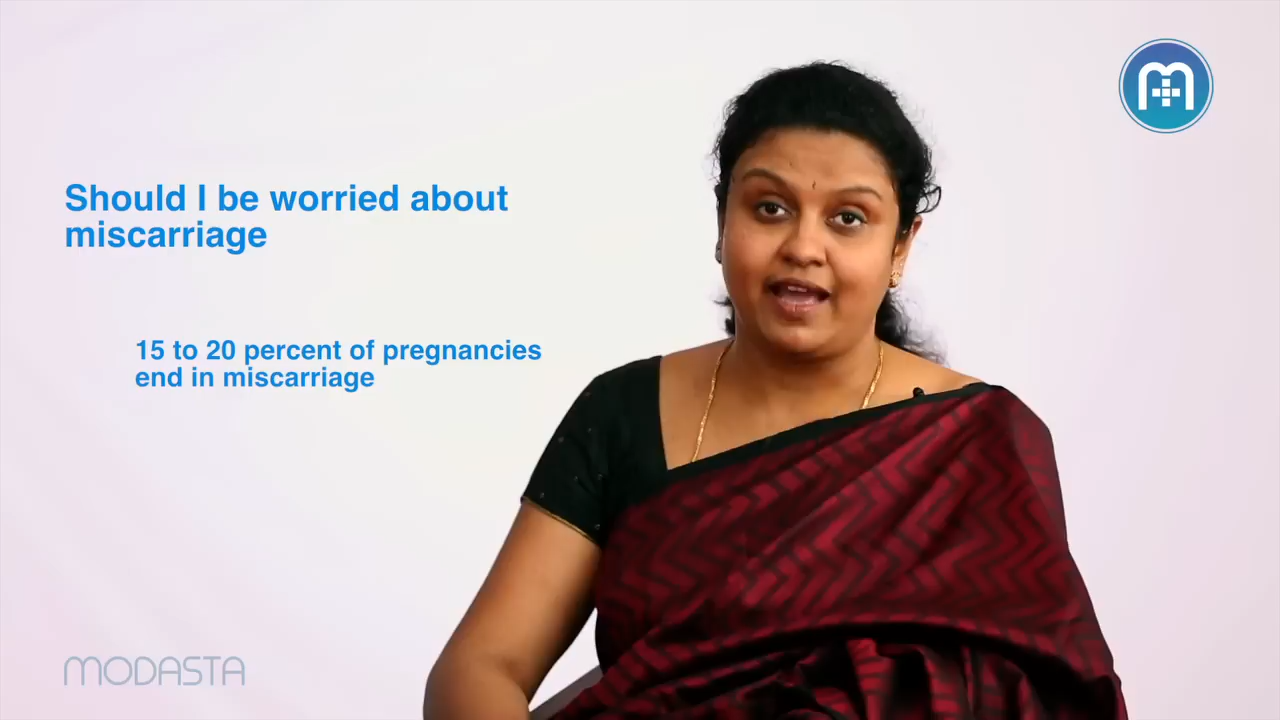 Should I be worried about
miscarriage
15 to 20 percent of pregnancies
end in miscarriage
MODASTA